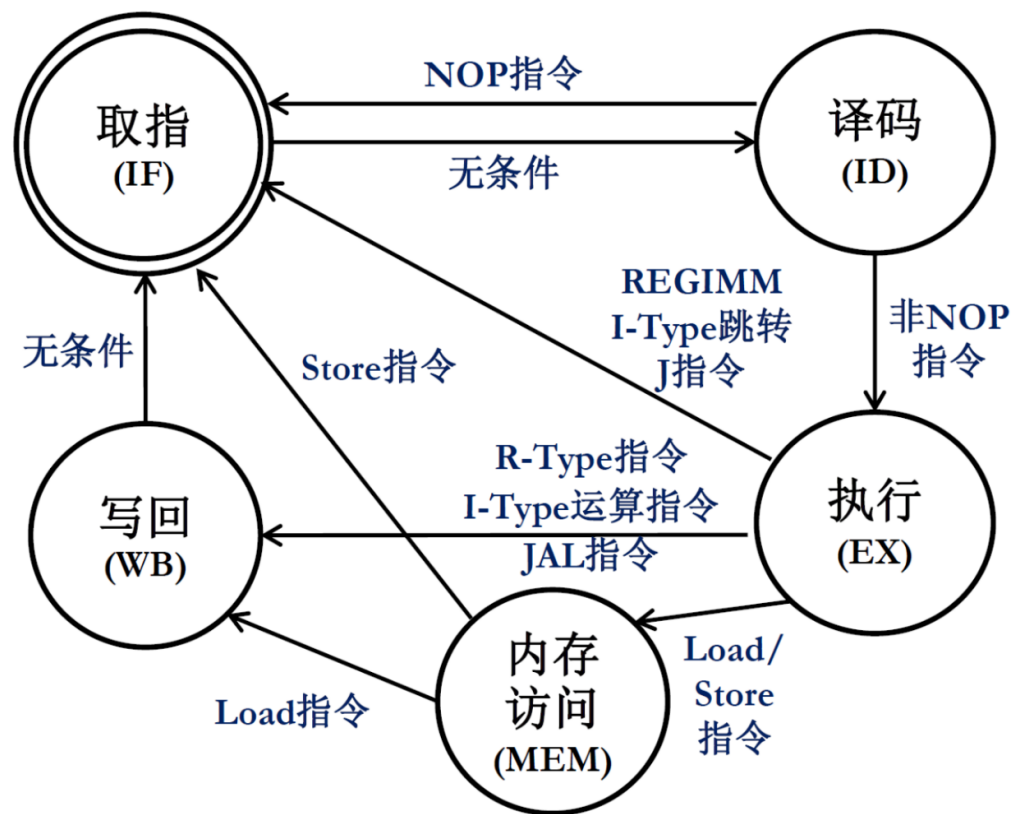 取指
(IF)
NOP指令
无条件
译码
(ID)
REGIMM
I-Type跳转
J指令
非NOP
指令
无条件
Store指令
R-Type指令
I-Type运算指令
JAL指令
写回
(WB)
执行
(EX)
内存
访问
(MEM)
Load/
Store
指令
Load指令